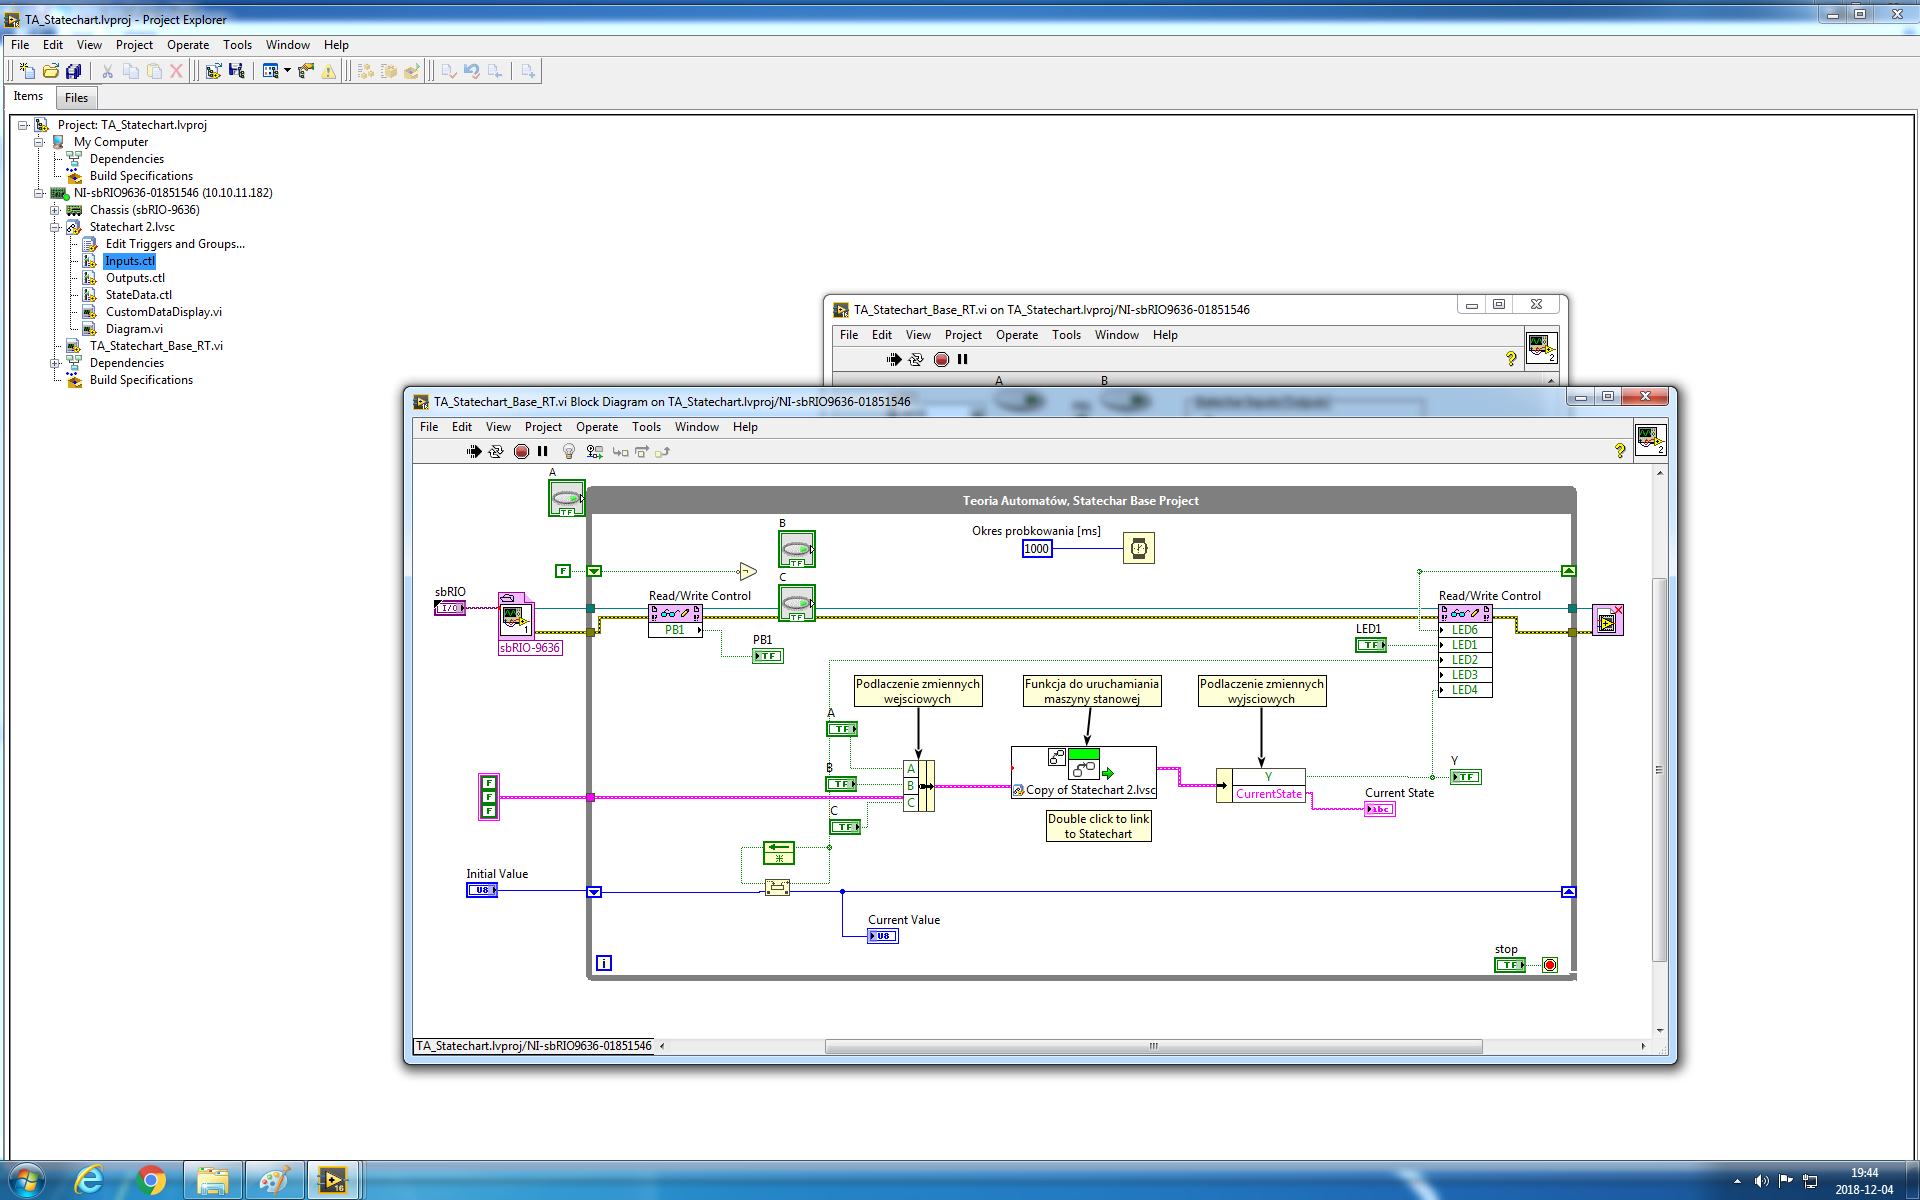 TA_Statechart.lvproj - Project Explorer
File Edit View Project Operate Tools Window Help
Items Files
Project: TA_Statechart.lvproj
My Computer
Dependencies
Build Specifications
NI-sbRIO9636-01851546 (10.10.11.182)
Chassis (sbRIO-9636)
Statechart 2.lvsc
Edit Triggers and Groups...
Inputs.ctl
Outputs.ctl
StateData.ctl
CustomDataDisplay.vi
Diagram.vi
TA_Statechart_Base_RT.vi
Dependencies
Build Specifications
TA_Statechart_Base_RT.vi on TA_Statechart.lvproj/NI-sbRIO9636-01851546
File Edit View Project Operate Tools Window Help
2
A B
TA_Statechart_Base_RT.vi Block Diagram on TA_Statechart.lvproj/NI-sbRIO9636-01851546
File Edit View Project Operate Tools Window Help
2
A
TF
Teoria Automatów, Statechar Base Project
B
TF
Okres probkowania [ms]
1000
F
C
TF
sbRIO
I/O
1
sbRIO-9636
Read/Write Control
PB1
PB1
TF
Read/Write Control
LED6
LED1
LED2
LED3
LED4
LED1
TF
Podlaczenie zmiennych
wejsciowych
Funkcja do uruchamiania
maszyny stanowej
Podlaczenie zmiennych
wyjsciowych
A
TF
B
TF
C
TF
A
B
C
Copy of Statechart 2.lvsc
Double click to link
to Statechart
Y
CurrentState
Y
TF
Current State
abc
F
F
F
Initial Value
U8
Current Value
U8
i
stop
TF
TA_Statechart.lvproj/NI-sbRIO9636-01851546
16
19:44
2018-12-04